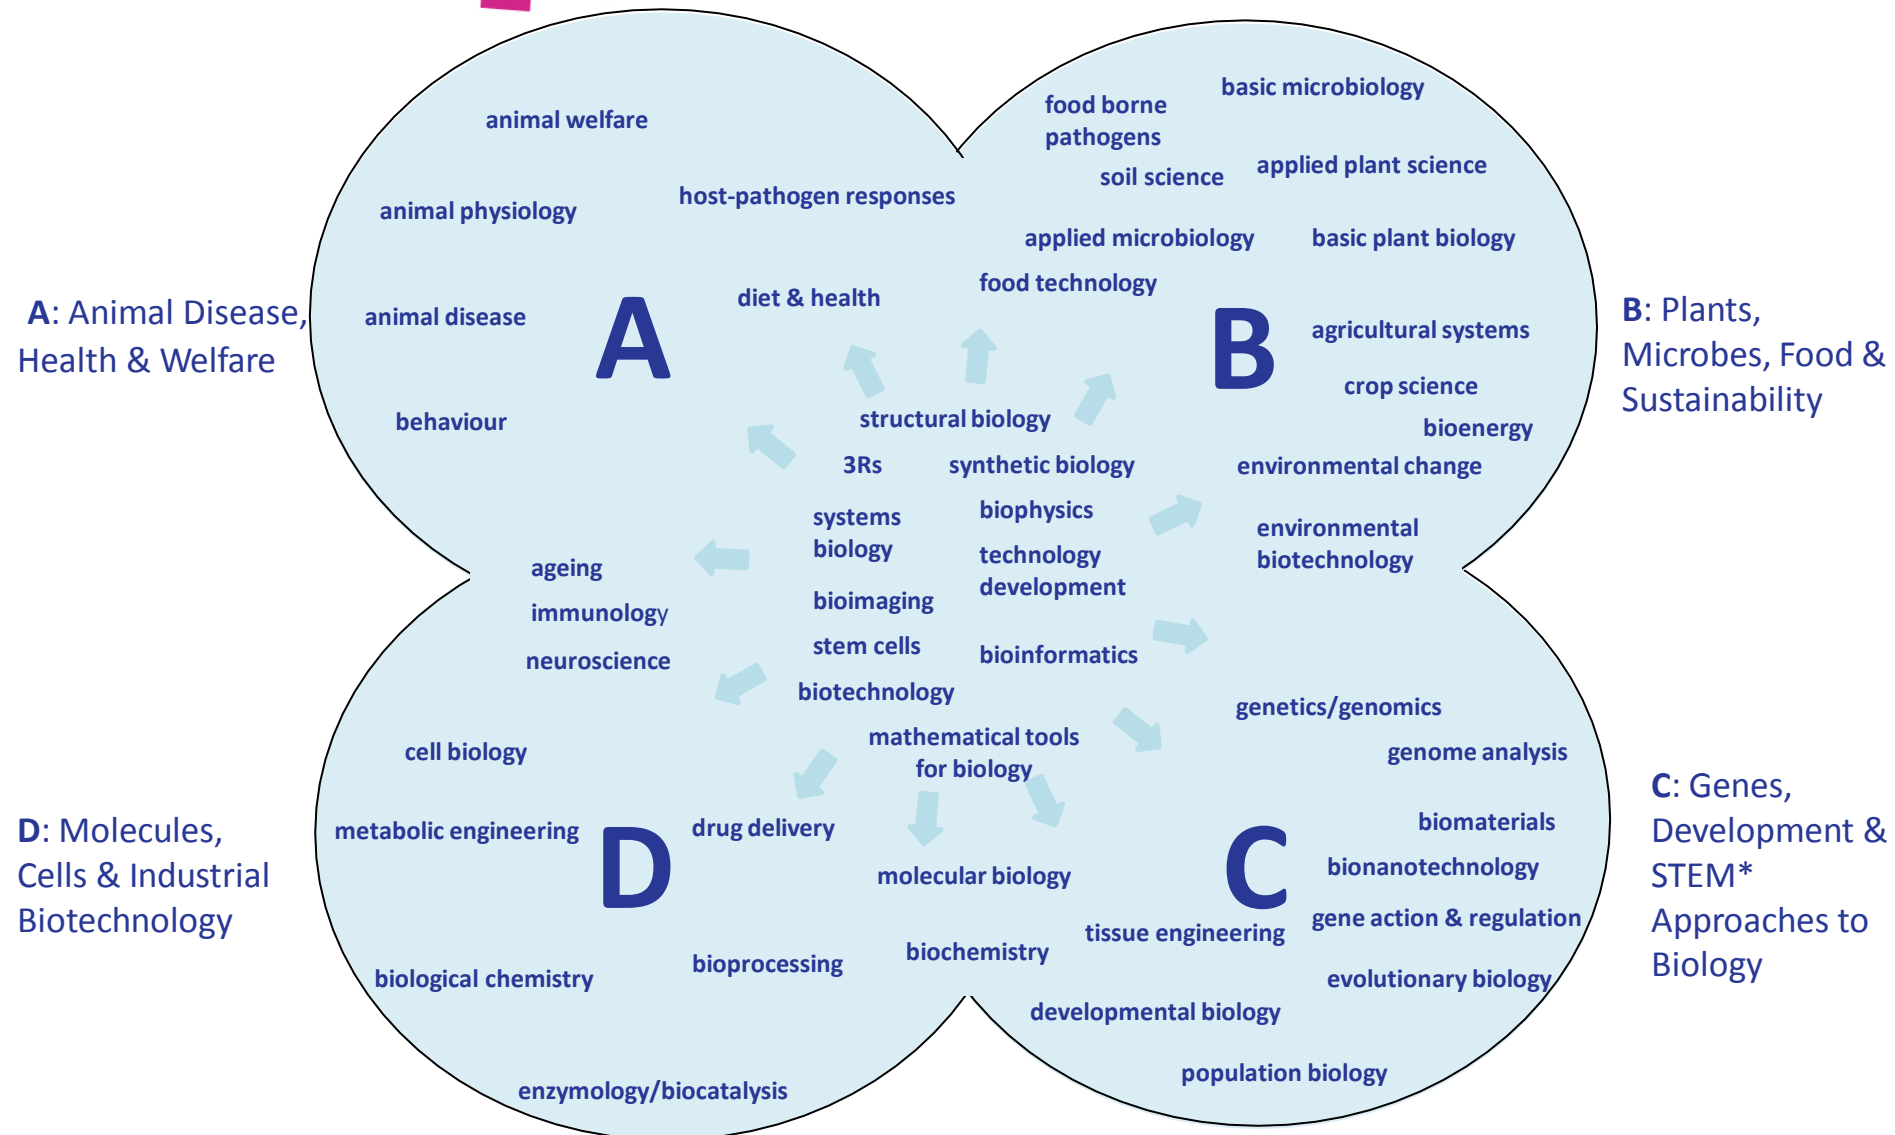 animal welfare
animal physiology
host-pathogen responses
diet & health
animal disease
A
behaviour
A: Animal Disease,
Health & Welfare
food borne
pathogens
basic microbiology
soil science
applied plant science
applied microbiology
basic plant biology
food technology
B
agricultural systems
crop science
bioenergy
environmental change
environmental
biotechnology
B: Plants,
Microbes, Food &
Sustainability
structural biology
3Rs
synthetic biology
systems
biology
biophysics
technology
development
bioimaging
stem cells
bioinformatics
biotechnology
mathematical tools
for biology
ageing
immunology
neuroscience
cell biology
metabolic engineering
D
drug delivery
molecular biology
biological chemistry
bioprocessing
biochemistry
enzymology/biocatalysis
D: Molecules,
Cells & Industrial
Biotechnology
genetics/genomics
genome analysis
biomaterials
C
bionanotechnology
gene action & regulation
tissue engineering
evolutionary biology
developmental biology
population biology
C: Genes,
Development &
STEM*
Approaches to
Biology